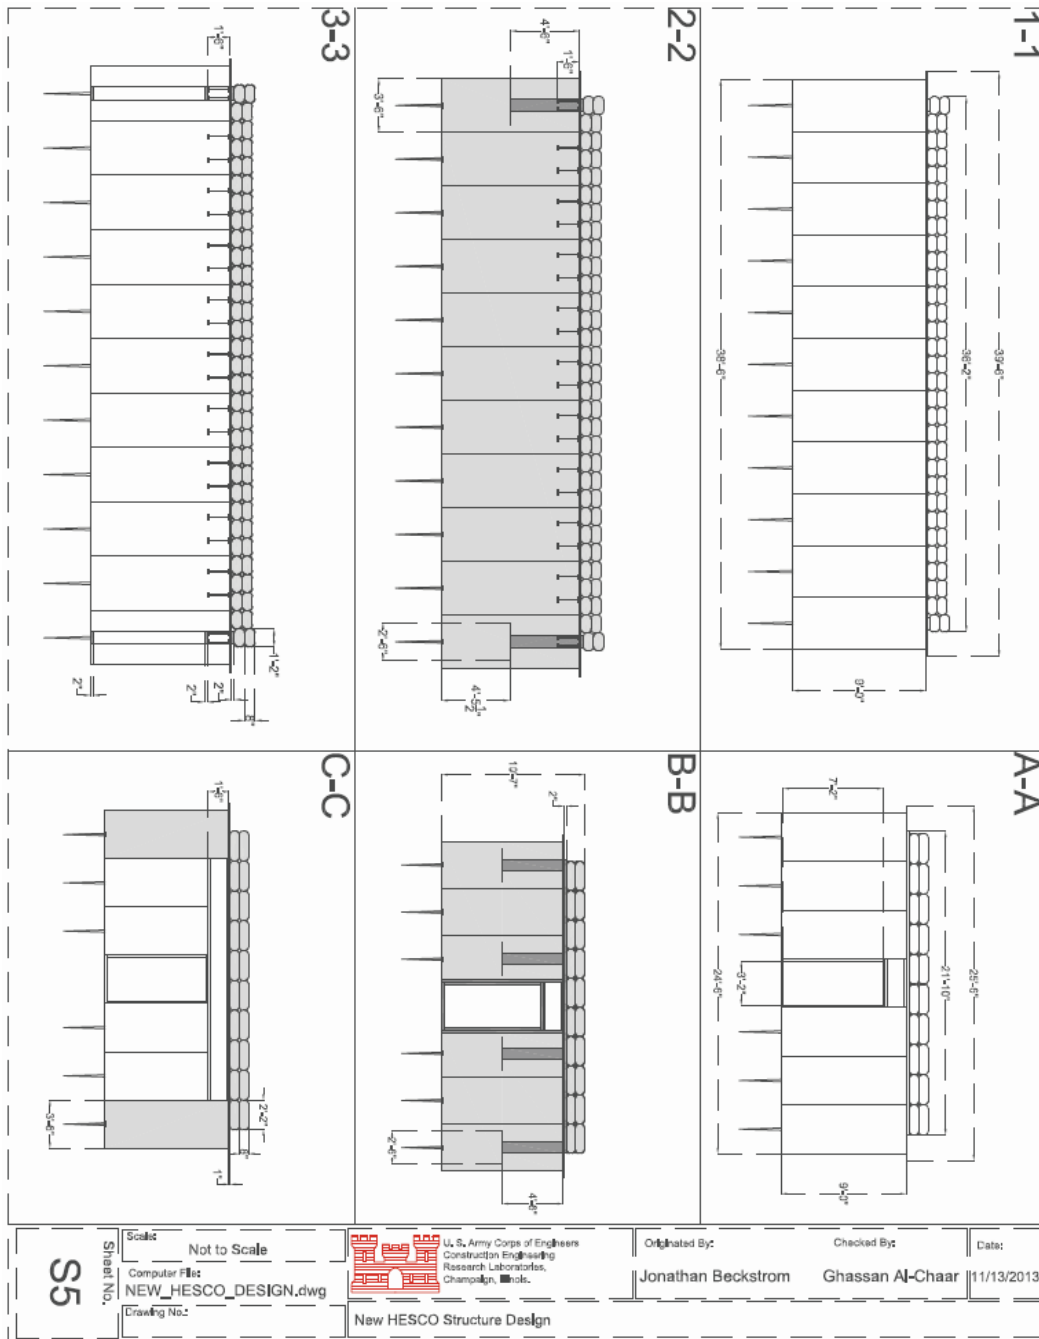 3-3
1'-6"
1'-2"
2"
2"
2"
2-2
4'-6"
1'-6"
3'-6"
2'-6"
4'-5 1/2"
1-1
38'-6"
36'-2"
39'-6"
9'-0"
C-C
1'-6"
2'-2"
3'-6"
1"
B-B
10'-7"
2"
2'-6"
4'-6"
A-A
7'-2"
3'-2"
24'-6"
21'-10"
25'-6"
9'-0"
Sheet No.
S5
Scale:
Not to Scale
Computer File:
NEW_HESCO_DESIGN.dwg
Drawing No.:
U. S. Army Corps of Engineers
Construction Engineering
Research Laboratories,
Champaign, Illinois.
Originated By:
Jonathan Beckstrom
Checked By:
Ghassan Al-Chaar
Date:
11/13/2013
New HESCO Structure Design